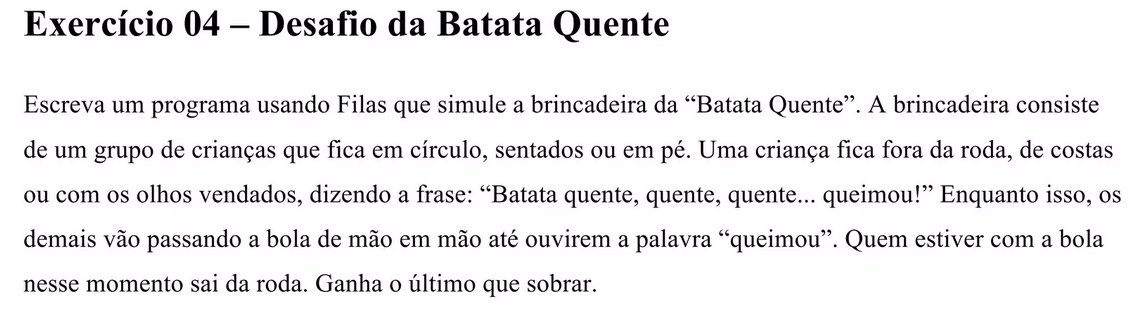 Exercício 04 – Desafio da Batata Quente
Escreva um programa usando Filas que simule a brincadeira da “Batata Quente”. A brincadeira consiste
de um grupo de crianças que fica em círculo, sentados ou em pé. Uma criança fica fora da roda, de costas
ou com os olhos vendados, dizendo a frase: “Batata quente, quente, quente... queimou!” Enquanto isso, os
demais vão passando a bola de mão em mão até ouvirem a palavra “queimou”. Quem estiver com a bola
nesse momento sai da roda. Ganha o último que sobrar.